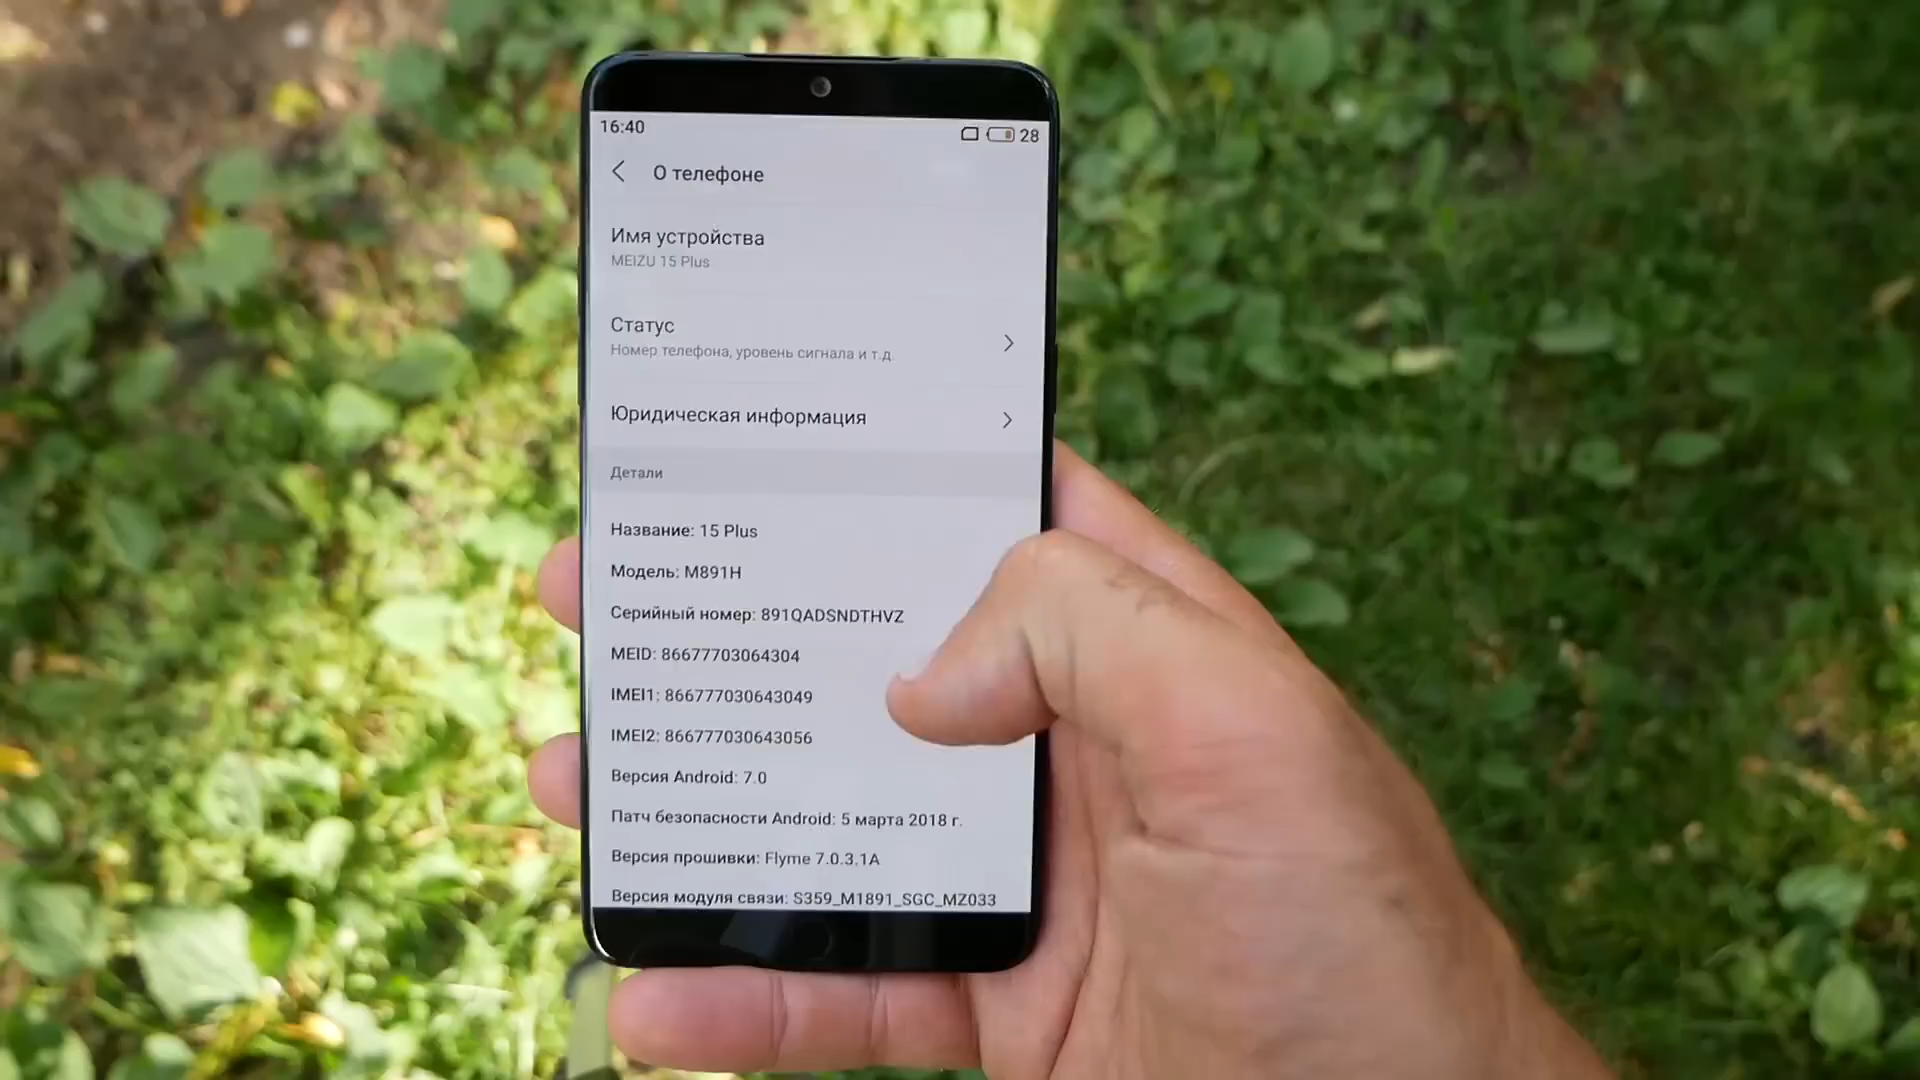 16:40
28
О телефоне
Имя устройства
MEIZU 15 Plus
Статус
Номер телефона, уровень сигнала и т.д.
Юридическая информация
Детали
Название: 15 Plus
Модель: M891H
Серийный номер: 891QADSNDTHVZ
MEID: 86677703064304
IMEI1: 866777030643049
IMEI2: 866777030643056
Версия Android: 7.0
Патч безопасности Android: 5 марта 2018 г.
Версия прошивки: Flyme 7.0.3.1A
Версия модуля связи: S359_M1891_SGC_MZ033